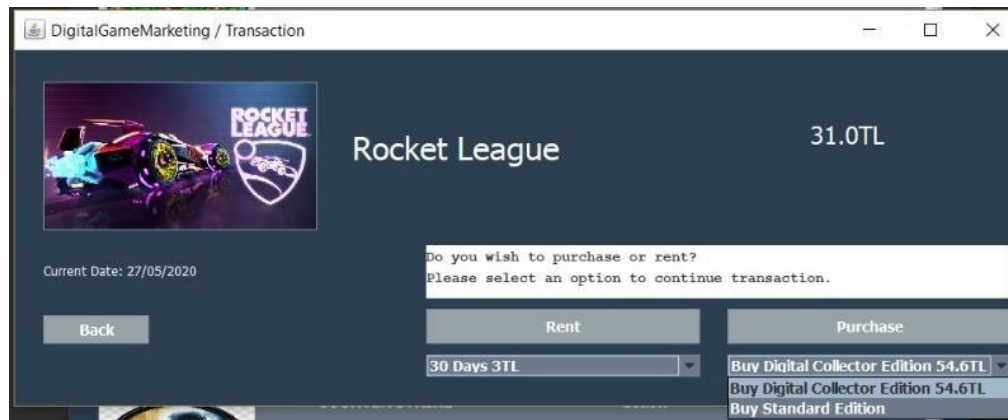 DigitalGameMarketing / Transaction
ROCKET
LEAGUE
Rocket League
31.0TL
Current Date: 27/05/2020
Do you wish to purchase or rent?
Please select an option to continue transaction.
Back
Rent
Purchase
30 Days 3TL
Buy Digital Collector Edition 54.6TL
Buy Digital Collector Edition 54.6TL
Buy Standard Edition